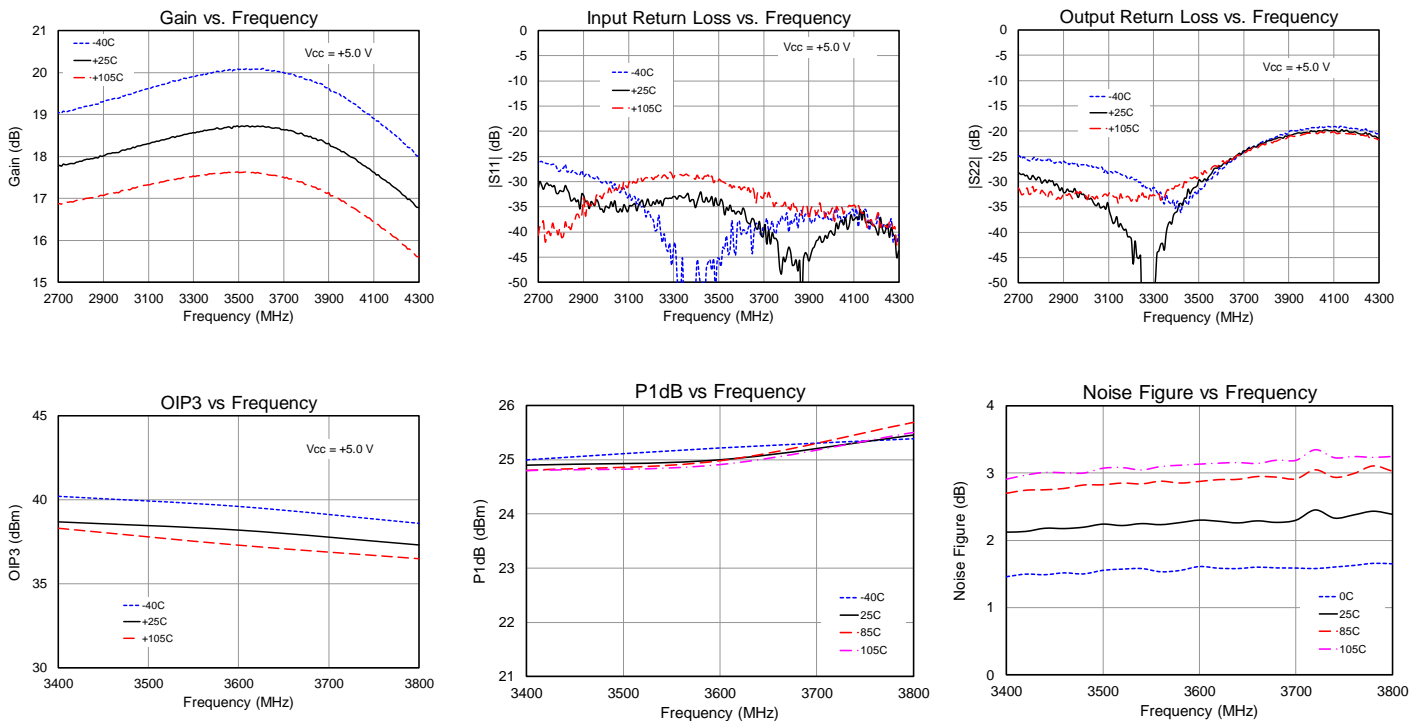 Gain vs. Frequency
-40C
+25C
+105C
Vcc = +5.0 V
21
20
19
18
17
16
15
Gain (dB)
2700 2900 3100 3300 3500 3700 3900 4100 4300
Frequency (MHz)
Input Return Loss vs. Frequency
Vcc = +5.0 V
-40C
+25C
+105C
0
-5
-10
-15
-20
-25
-30
-35
-40
-45
-50
|S11| (dB)
2700 2900 3100 3300 3500 3700 3900 4100 4300
Frequency (MHz)
Output Return Loss vs. Frequency
Vcc = +5.0 V
-40C
+25C
+105C
0
-5
-10
-15
-20
-25
-30
-35
-40
-45
-50
|S22| (dB)
2700 2900 3100 3300 3500 3700 3900 4100 4300
Frequency (MHz)
OIP3 vs Frequency
Vcc = +5.0 V
45
40
35
30
OIP3 (dBm)
-40C
+25C
+105C
3400 3500 3600 3700 3800
Frequency (MHz)
P1dB vs Frequency
26
25
24
23
22
21
P1dB (dBm)
-40C
25C
85C
105C
3400 3500 3600 3700 3800
Frequency (MHz)
Noise Figure vs Frequency
4
3
2
1
0
Noise Figure (dB)
0C
25C
85C
105C
3400 3500 3600 3700 3800
Frequency (MHz)